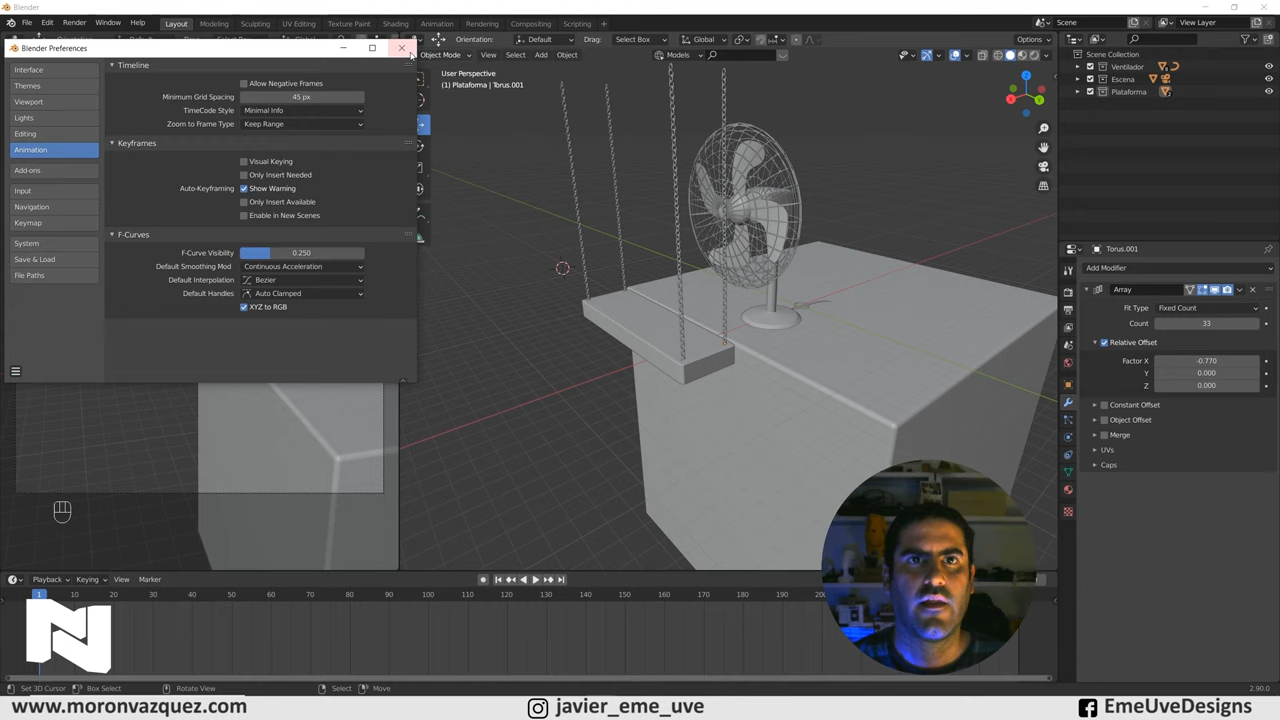 Blender
File Edit Render Window Help Layout Modeling Sculpting UV Editing Texture Paint Shading Animation Rendering Compositing Scripting Scene View Layer
Blender Preferences
Object Mode View Select Add Object
Default Drag: Select Box Global Models Options
User Perspective
(1) Plataforma | Torus.001
Interface
Themes
Viewport
Lights
Editing
Animation
Add-ons
Input
Navigation
Keymap
System
Save & Load
File Paths
Timeline
Allow Negative Frames
Minimum Grid Spacing 45 px
TimeCode Style Minimal Info
Zoom to Frame Type Keep Range
Keyframes
Visual Keying
Only Insert Needed
Auto-Keyframing Show Warning
Only Insert Available
Enable in New Scenes
F-Curves
F-Curve Visibility 0.250
Default Smoothing Mod Continuous Acceleration
Default Interpolation Bezier
Default Handles Auto Clamped
XYZ to RGB
Z
Y
X
Scene Collection
Ventilador
Escena
Plataforma
Torus.001
Add Modifier
Array
Fit Type Fixed Count
Count 33
Relative Offset
Factor X -0.770
Y 0.000
Z 0.000
Constant Offset
Object Offset
Merge
UVs
Caps
Playback Keying View Marker
1 10 20 30 40 50 60 70 80 90 100 110 120 130 140 150 160 170 180 190
N
Set 3D Cursor Box Select Rotate View Select Move 2.90.0
www.moronvazquez.com javier_eme_uve EmeUveDesigns